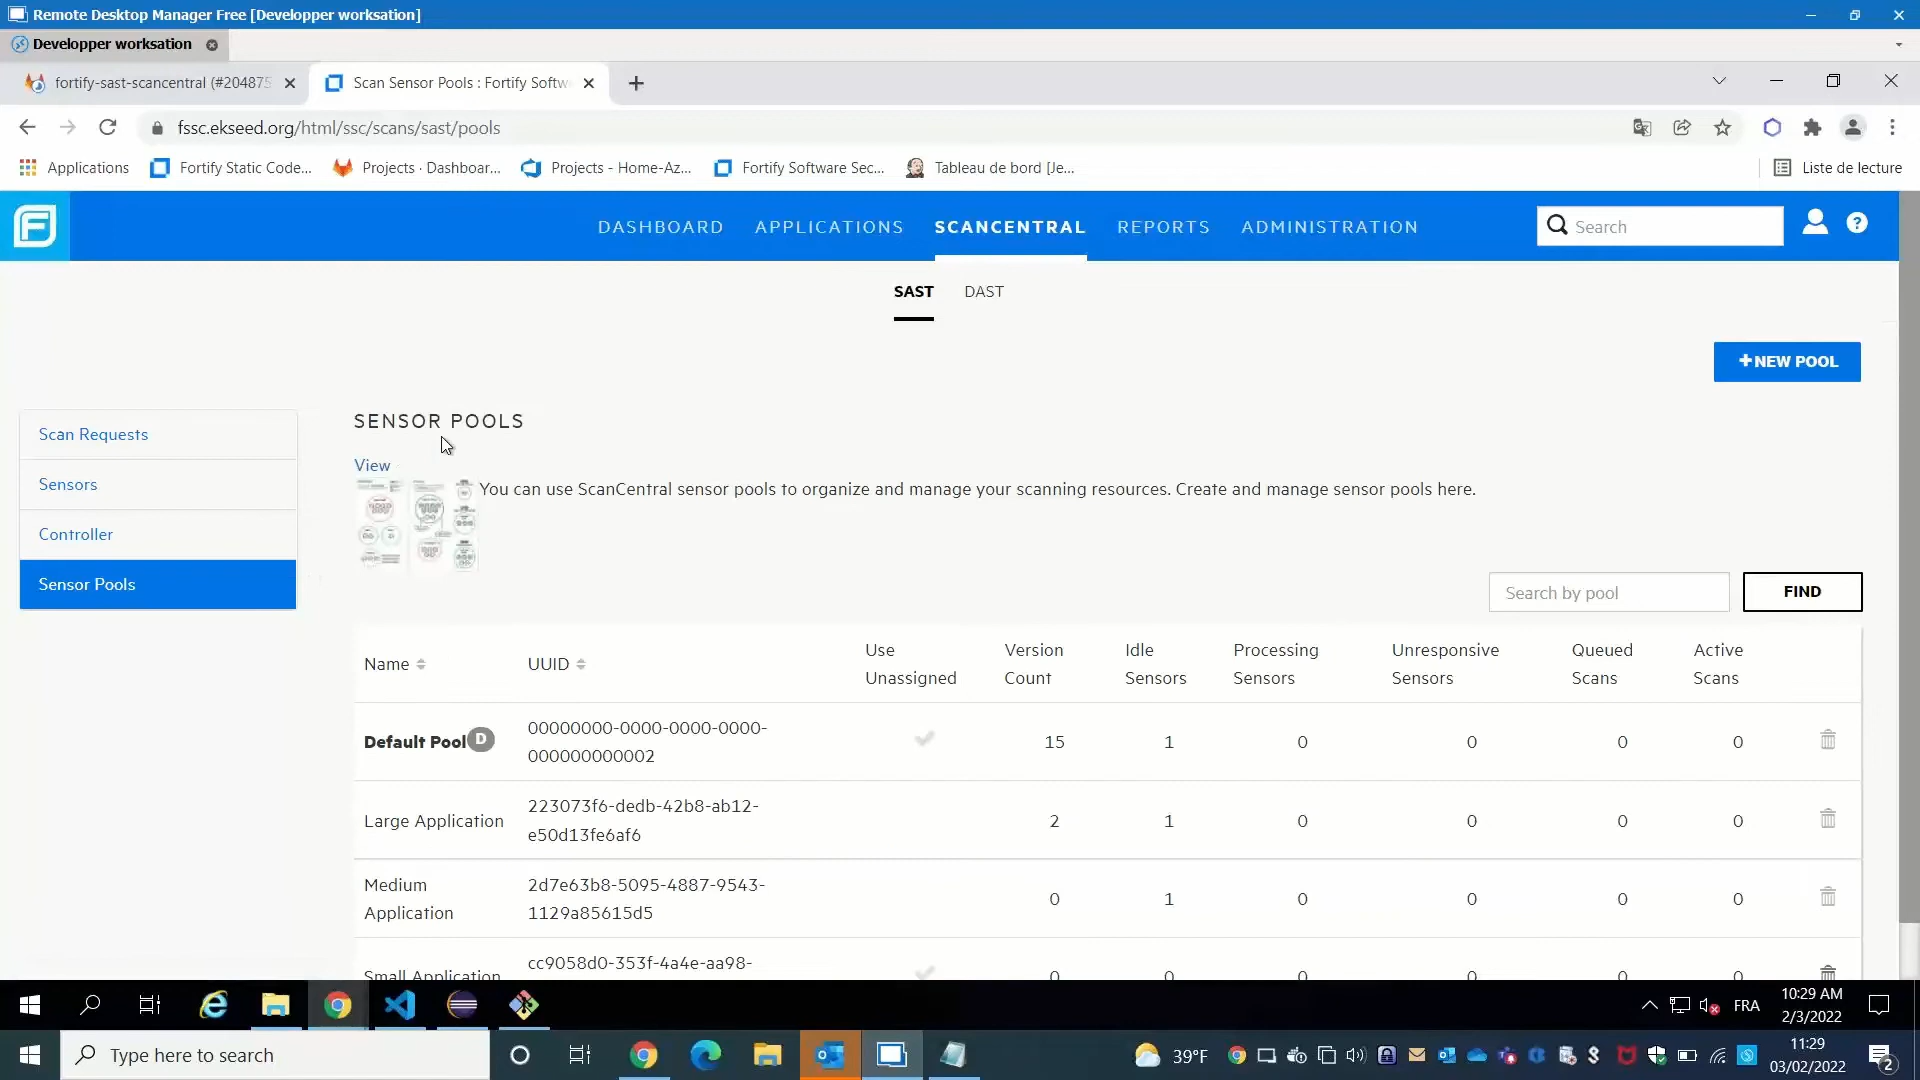 Remote Desktop Manager Free [Developper worksation]
Developper worksation
fortify-sast-scancentral (#204875
Scan Sensor Pools : Fortify Softw
fssc.ekseed.org/html/ssc/scans/sast/pools
Applications
Fortify Static Code...
Projects · Dashboar...
Projects - Home-Az...
Fortify Software Sec...
Tableau de bord [Je...
Liste de lecture
DASHBOARD
APPLICATIONS
SCANCENTRAL
REPORTS
ADMINISTRATION
Search
SAST
DAST
+NEW POOL
Scan Requests
Sensors
Controller
Sensor Pools
SENSOR POOLS
View
You can use ScanCentral sensor pools to organize and manage your scanning resources. Create and manage sensor pools here.
Search by pool
FIND
Name
UUID
Use Unassigned
Version Count
Idle Sensors
Processing Sensors
Unresponsive Sensors
Queued Scans
Active Scans
Default Pool D
00000000-0000-0000-0000-
000000000002
15 1 0 0 0 0
Large Application
223073f6-dedb-42b8-ab12-
e50d13fe6af6
2 1 0 0 0 0
Medium
Application
2d7e63b8-5095-4887-9543-
1129a85615d5
0 1 0 0 0 0
Small Application
cc9058d0-353f-4a4e-aa98-
0 0 0 0 0 0
FRA
10:29 AM
2/3/2022
Type here to search
39°F
11:29
03/02/2022
2